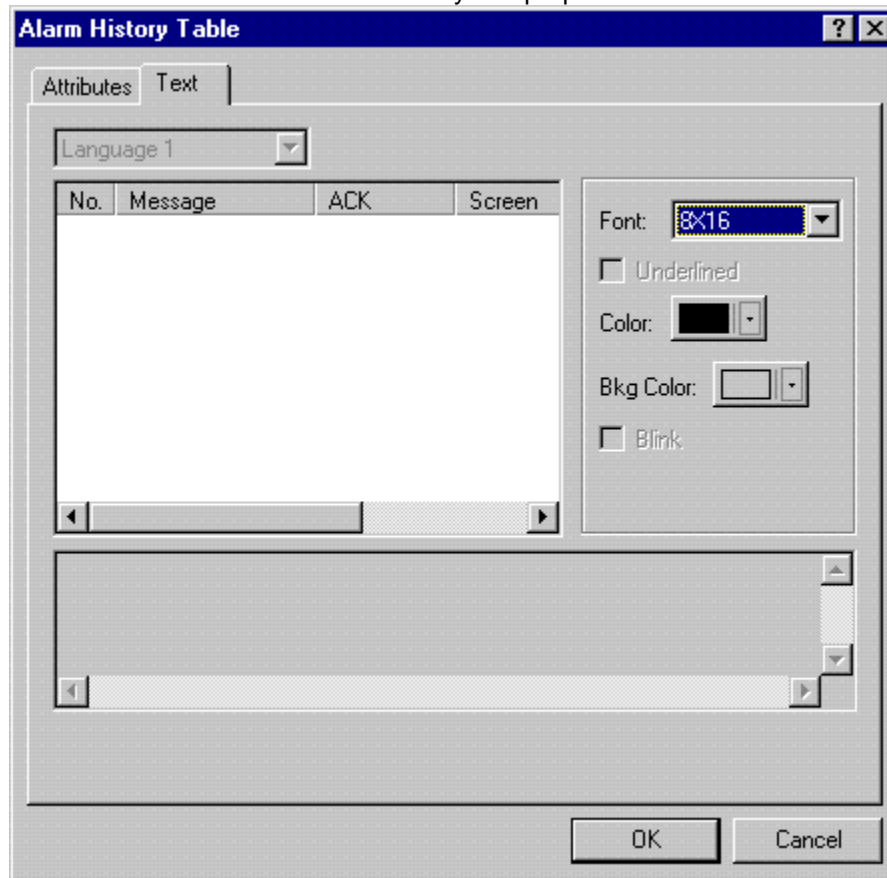 Alarm History Table
Attributes Text
Language 1
No. Message ACK Screen
Font: 8X16
Underlined
Color:
Bkg Color:
Blink
OK Cancel